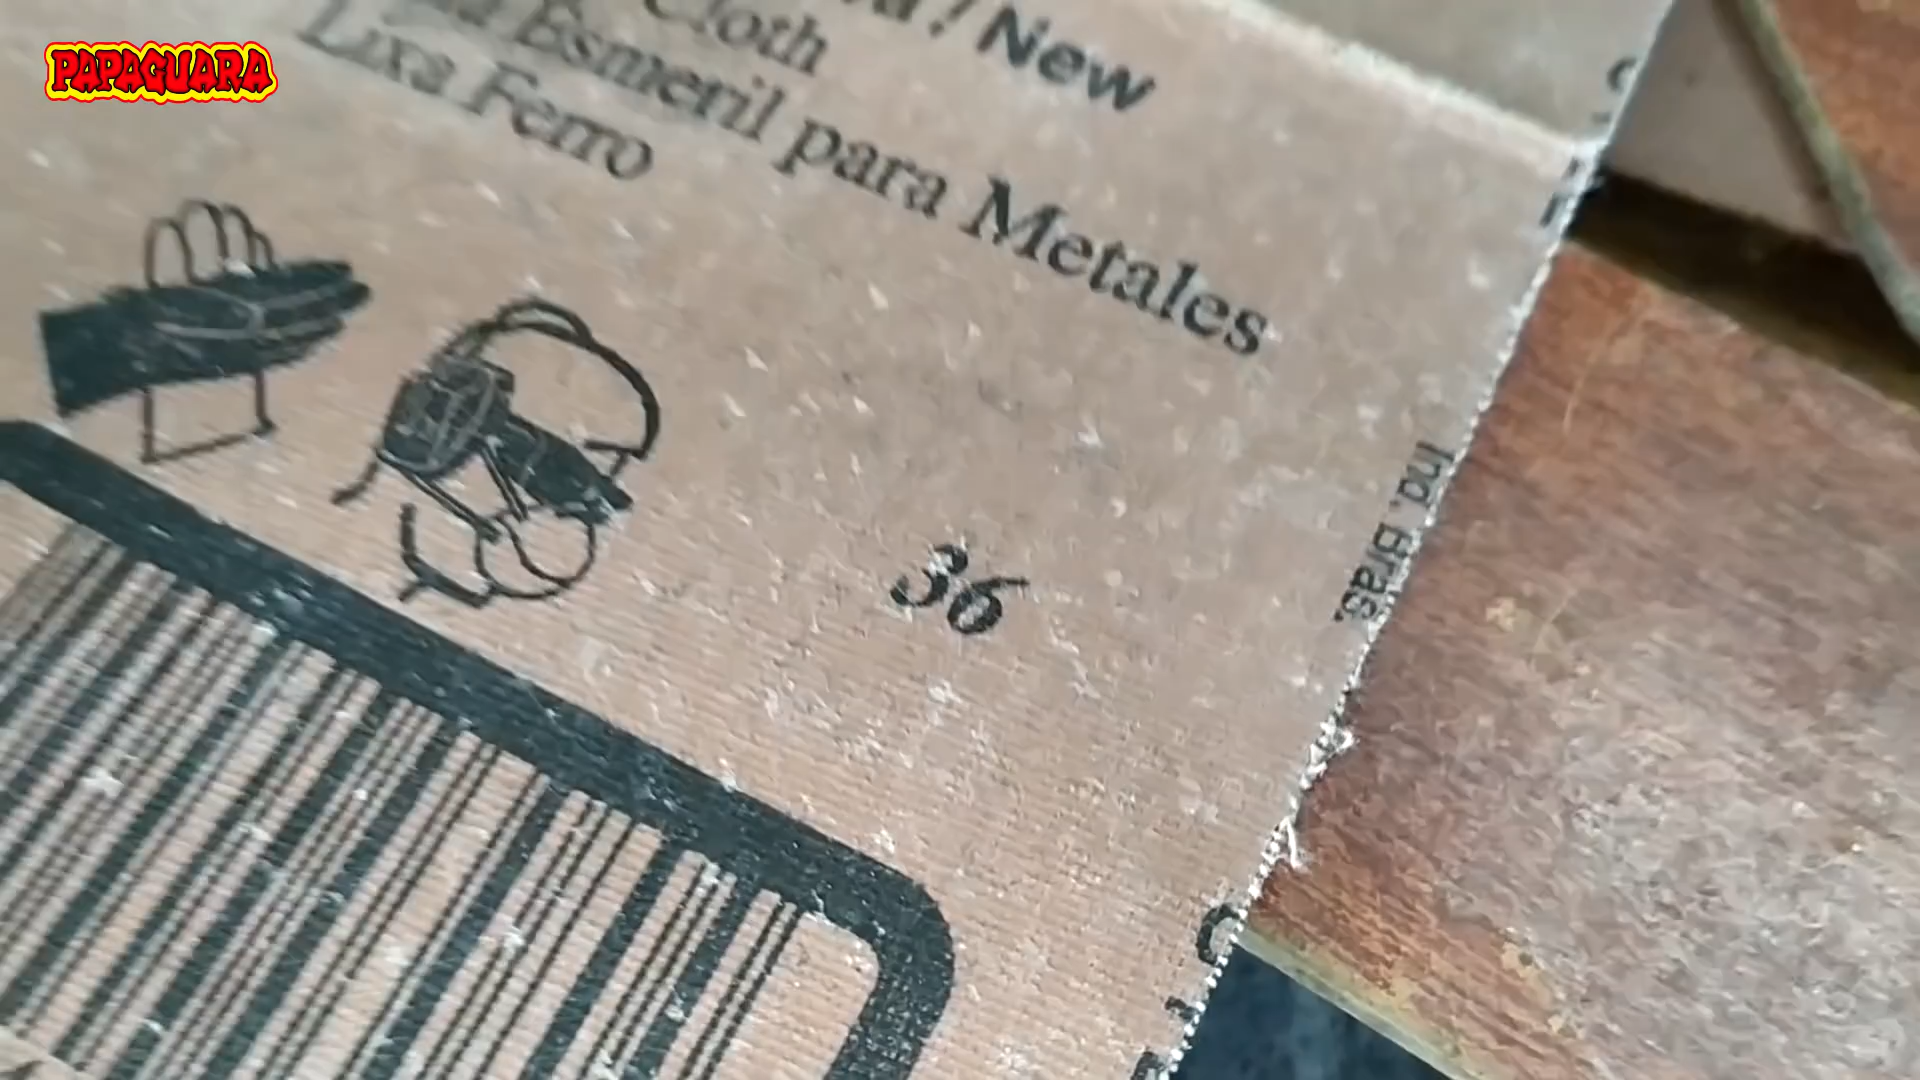 PAPAGUARA
/ New
Cloth
Esmeril para Metales
Lixa Ferro
36
Ind. Bras.